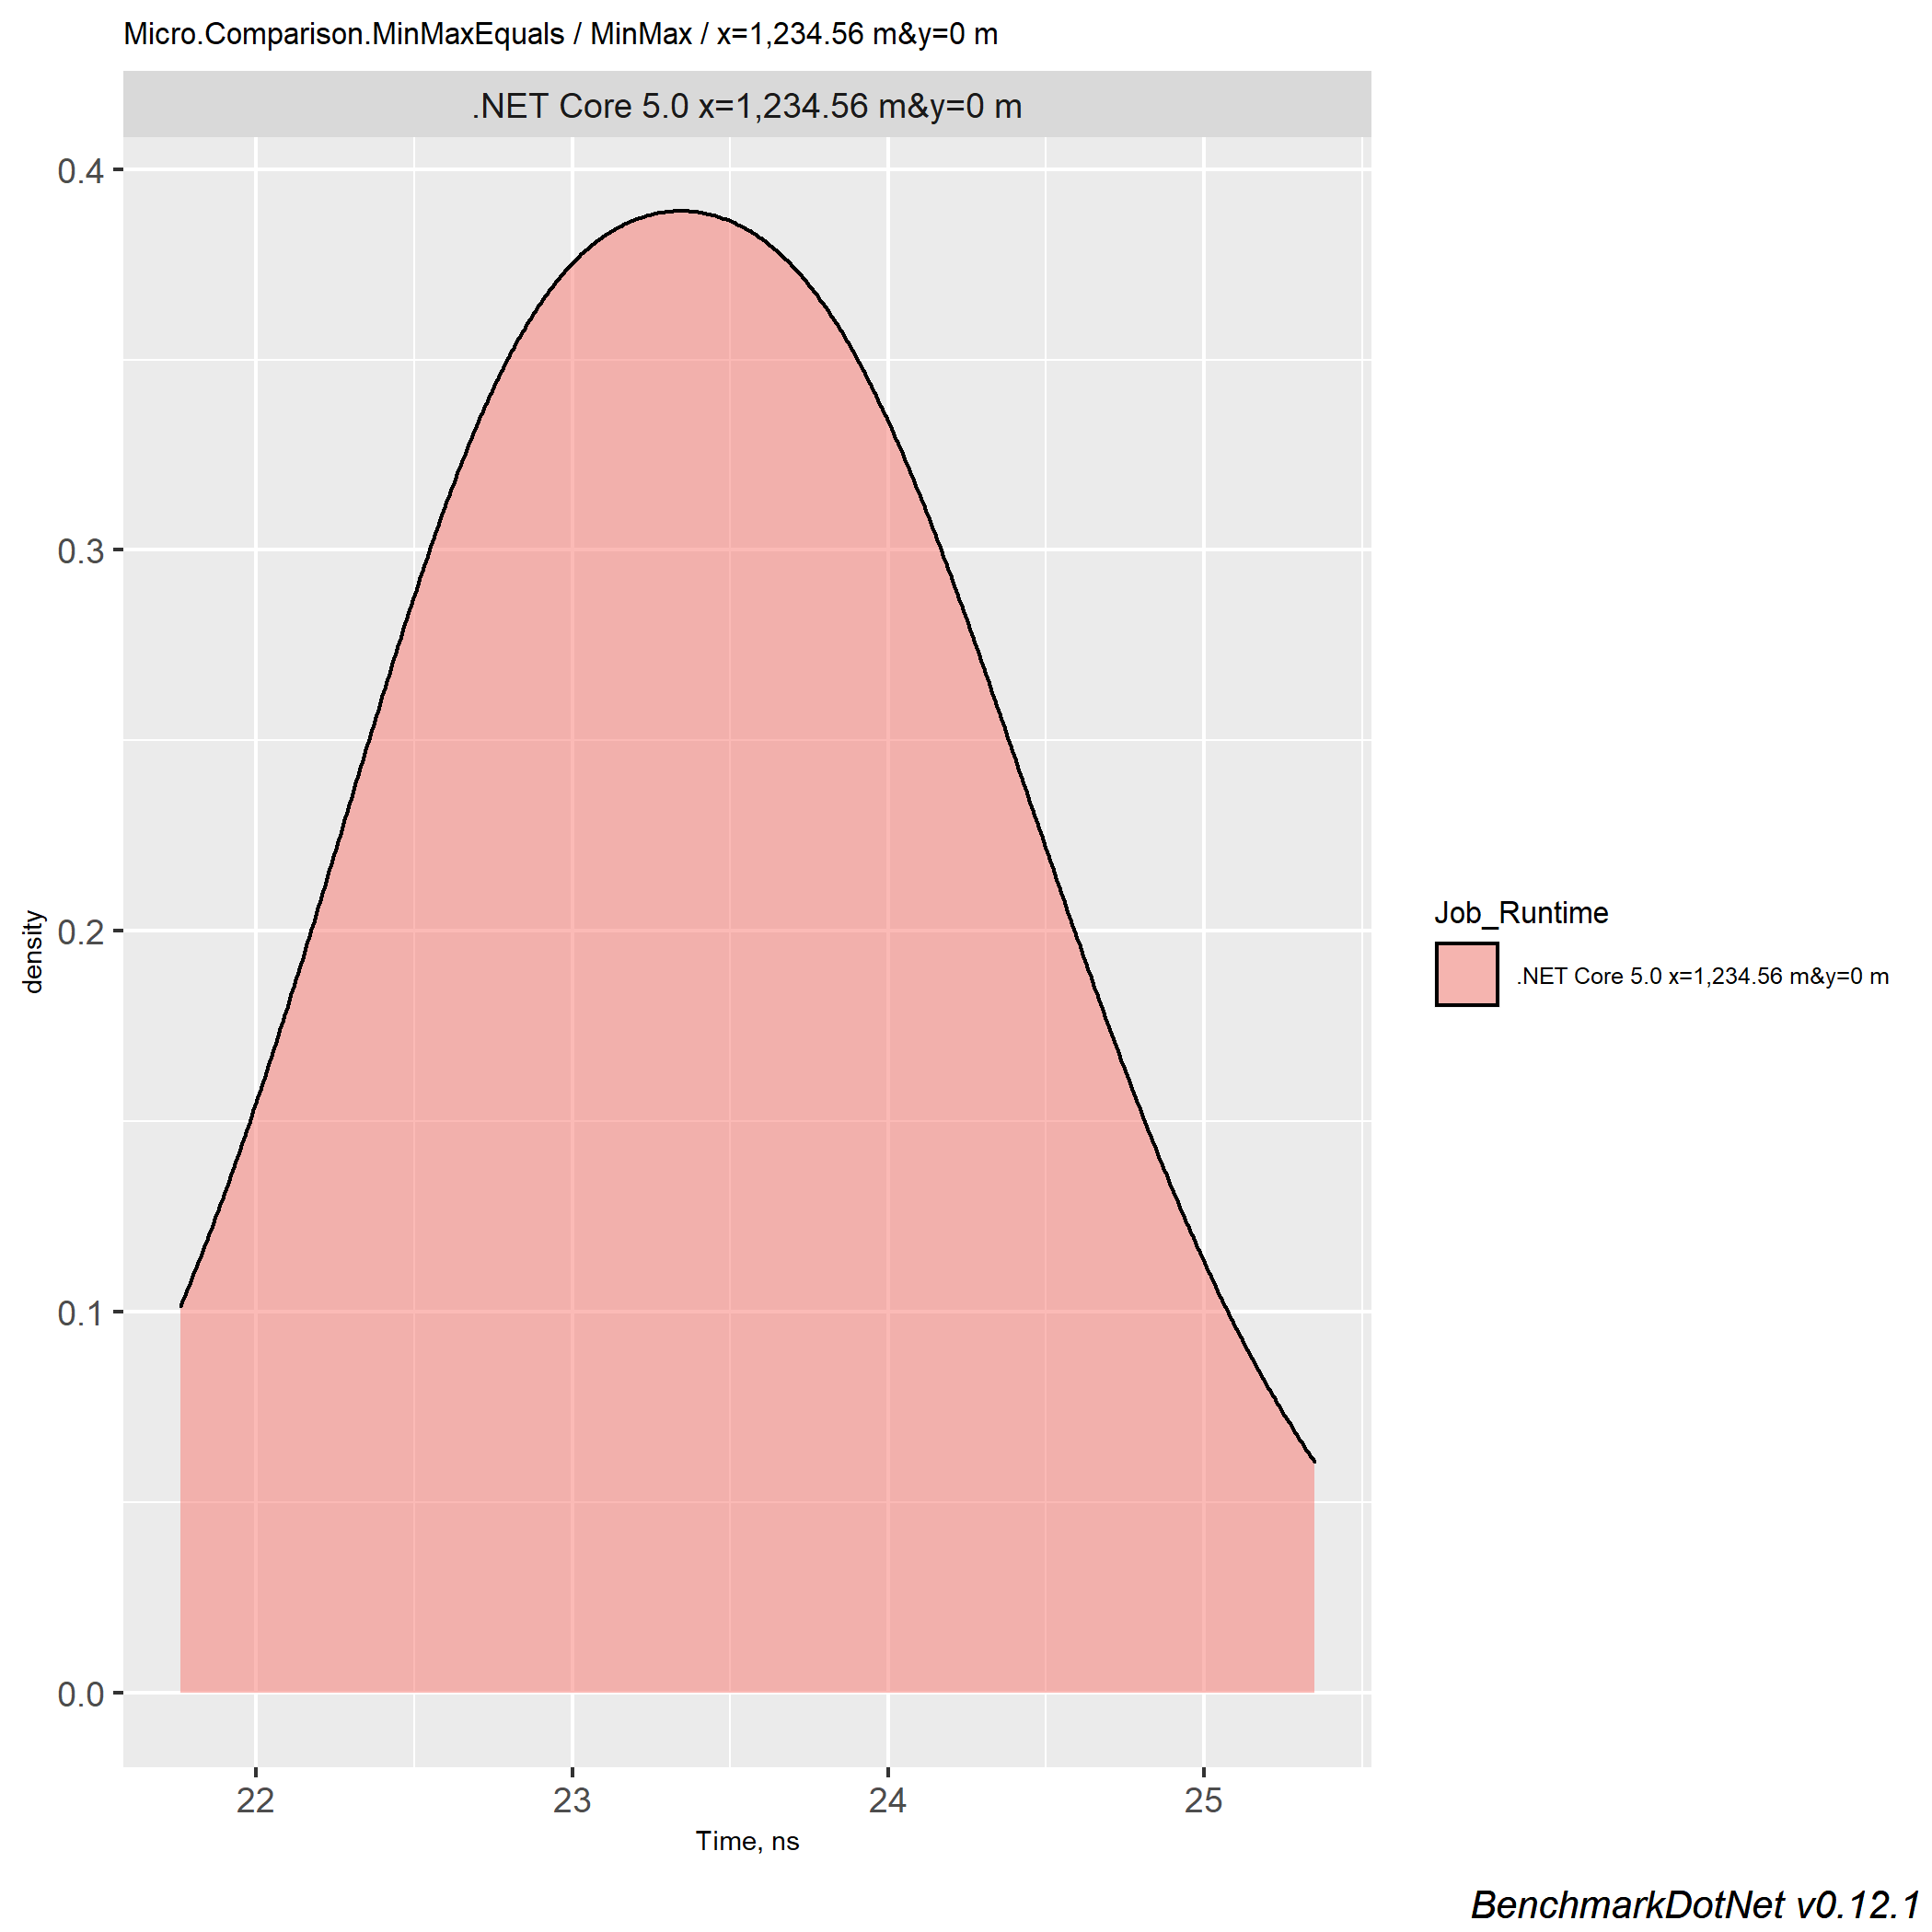 Micro.Comparison.MinMaxEquals / MinMax / x=1,234.56 m&y=0 m
.NET Core 5.0 x=1,234.56 m&y=0 m
0.4
0.3
0.2
0.1
0.0
density
22 23 24 25
Time, ns
Job_Runtime
.NET Core 5.0 x=1,234.56 m&y=0 m
BenchmarkDotNet v0.12.1